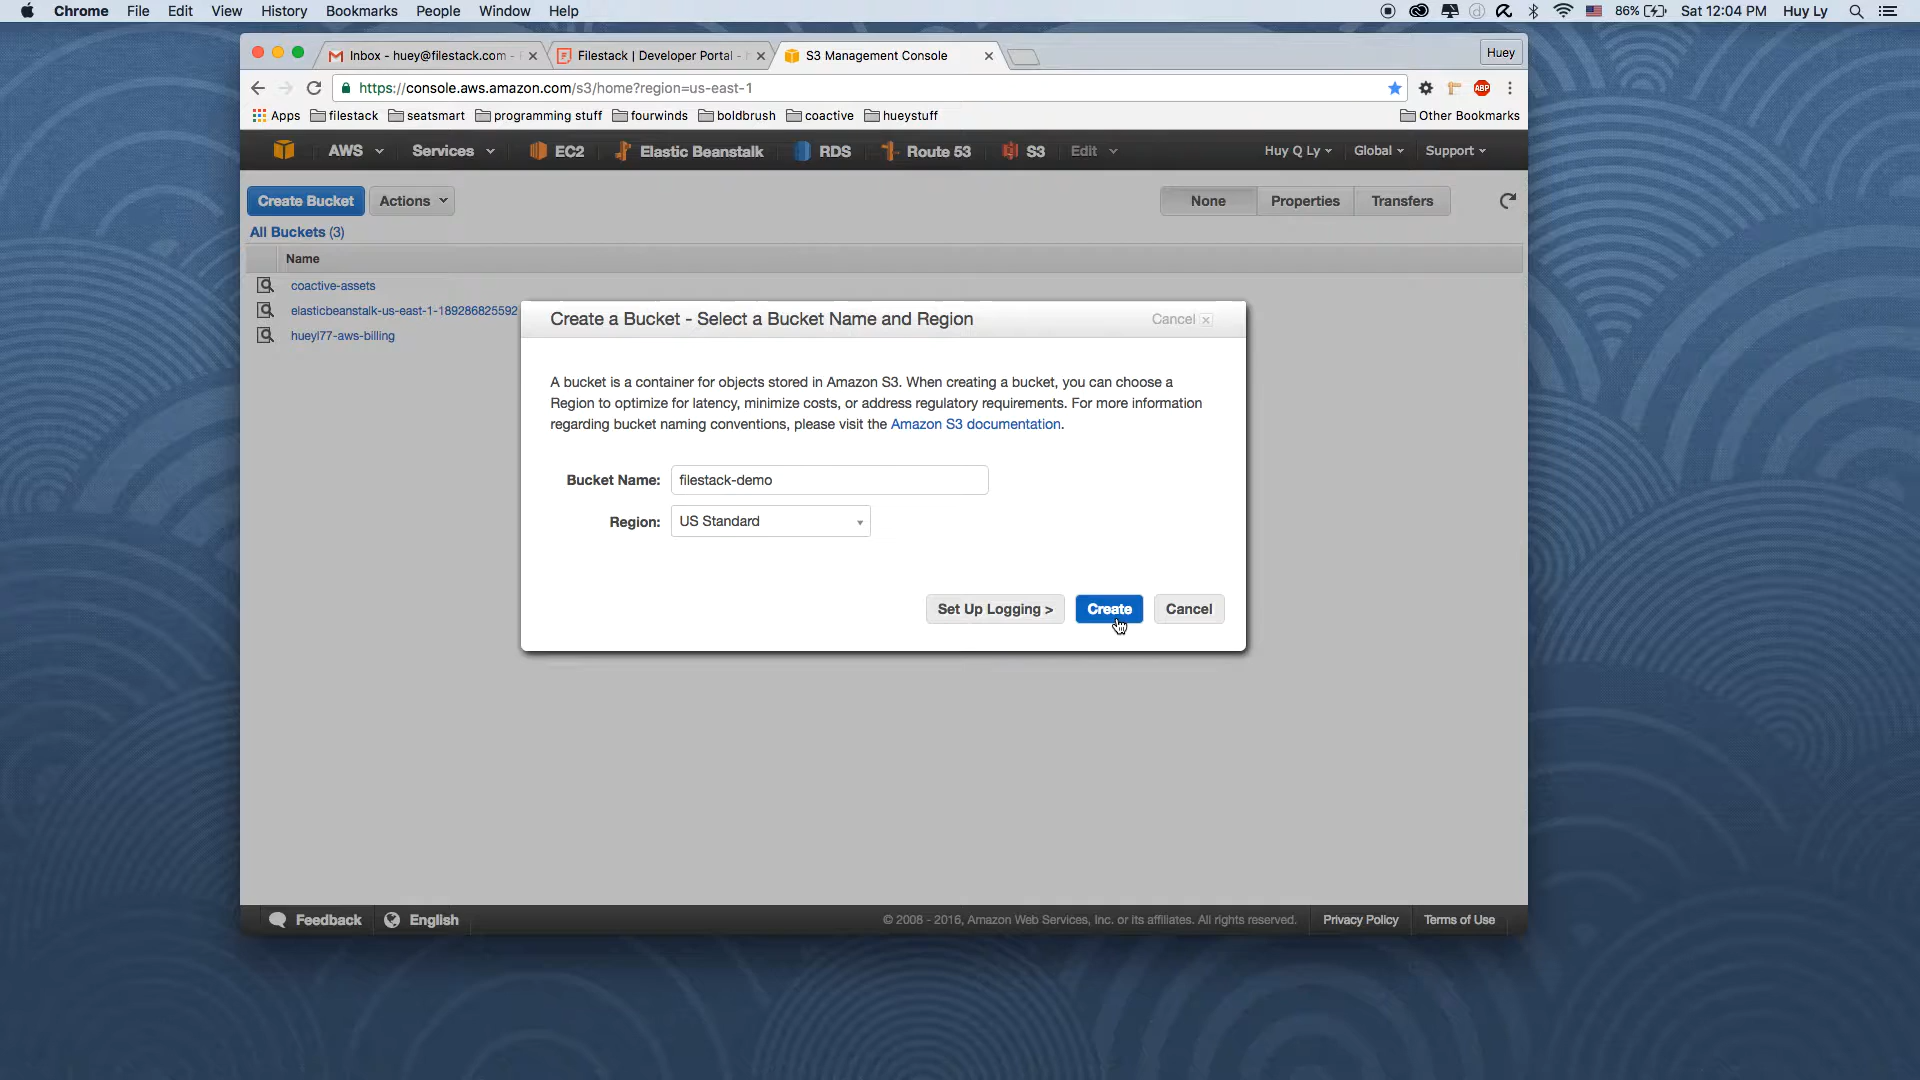 Chrome File Edit View History Bookmarks People Window Help 86% Sat 12:04 PM Huy Ly
Inbox - huey@filestack.com - Filestack | Developer Portal - S3 Management Console Huey
https://console.aws.amazon.com/s3/home?region=us-east-1 ABP
Apps filestack seatsmart programming stuff fourwinds boldbrush coactive hueystuff Other Bookmarks
AWS Services EC2 Elastic Beanstalk RDS Route 53 S3 Edit Huy Q Ly Global Support
Create Bucket Actions None Properties Transfers
All Buckets (3)
Name
coactive-assets
elasticbeanstalk-us-east-1-189286825592
hueyl77-aws-billing
Create a Bucket - Select a Bucket Name and Region Cancel x
A bucket is a container for objects stored in Amazon S3. When creating a bucket, you can choose a
Region to optimize for latency, minimize costs, or address regulatory requirements. For more information
regarding bucket naming conventions, please visit the Amazon S3 documentation.
Bucket Name: filestack-demo
Region: US Standard
Set Up Logging > Create Cancel
Feedback English © 2008 - 2016, Amazon Web Services, Inc. or its affiliates. All rights reserved. Privacy Policy Terms of Use